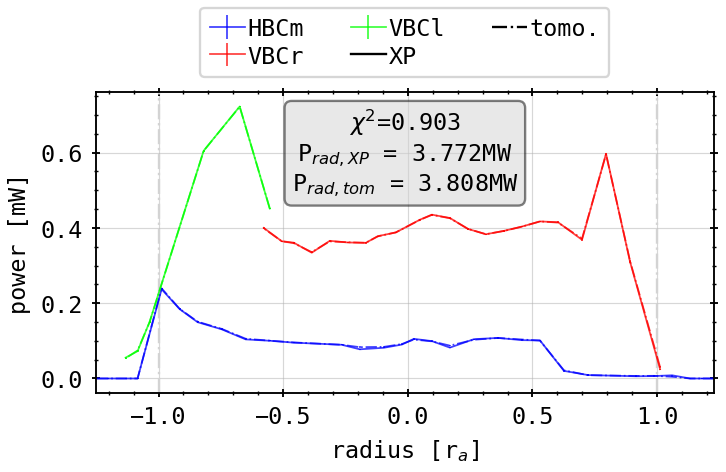 HBCm VBCl tomo.
VBCr XP
χ²=0.903
P_rad,XP = 3.772MW
P_rad,tom = 3.808MW
power [mW]
0.6
0.4
0.2
0.0
−1.0 −0.5 0.0 0.5 1.0
radius [r_a]